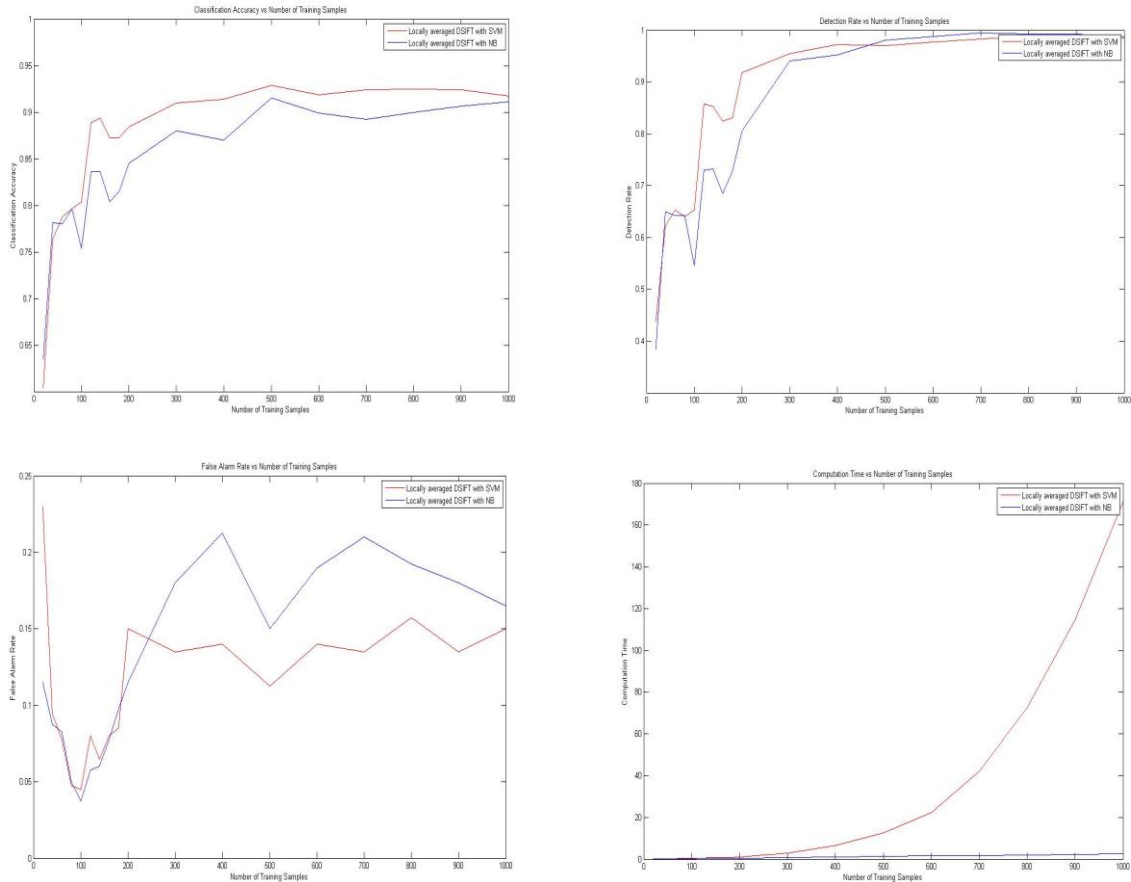 Classification Accuracy vs Number of Training Samples
Locally averaged DSIFT with SVM
Locally averaged DSIFT with NB
Classification Accuracy
1
0.95
0.9
0.85
0.8
0.75
0.7
0.65
0 100 200 300 400 500 600 700 800 900 1000
Number of Training Samples
Detection Rate vs Number of Training Samples
Locally averaged DSIFT with SVM
Locally averaged DSIFT with NB
Detection Rate
1
0.9
0.8
0.7
0.6
0.5
0.4
0 100 200 300 400 500 600 700 800 900 1000
Number of Training Samples
False Alarm Rate vs Number of Training Samples
Locally averaged DSIFT with SVM
Locally averaged DSIFT with NB
False Alarm Rate
0.25
0.2
0.15
0.1
0.05
0
0 100 200 300 400 500 600 700 800 900 1000
Number of Training Samples
Computation Time vs Number of Training Samples
Locally averaged DSIFT with SVM
Locally averaged DSIFT with NB
Computation Time
180
160
140
120
100
80
60
40
20
0
0 100 200 300 400 500 600 700 800 900 1000
Number of Training Samples